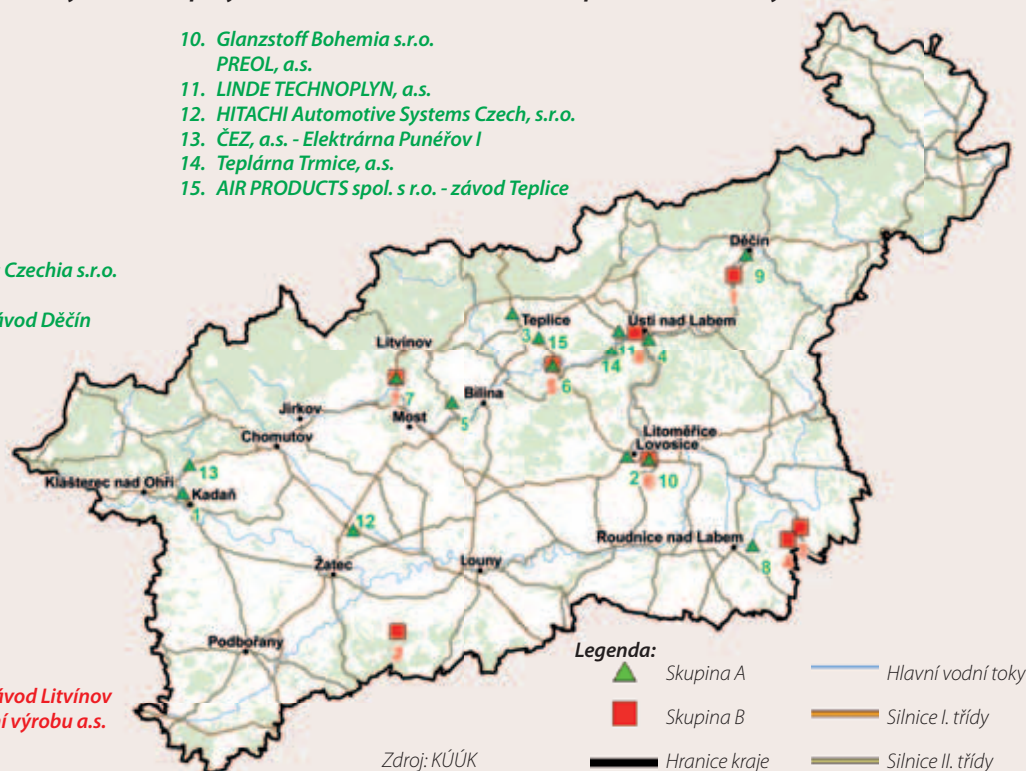 10. Glanzstoff Bohemia s.r.o.
PREOL, a.s.
11. LINDE TECHNOPLYN, a.s.
12. HITACHI Automotive Systems Czech, s.r.o.
13. ČEZ, a.s. - Elektrárna Punéřov I
14. Teplárna Trmice, a.s.
15. AIR PRODUCTS spol. s r.o. - závod Teplice
Czechia s.r.o.
Děčín
Děčín
9
1
Teplice
Ústí nad Labem
3
15
11
4
14
Litvínov
6
7
Bílina
5
Most
Jirkov
Chomutov
Litoměřice
Lovosice
2
10
13
Klášterec nad Ohří
Kadaň
1
12
Roudnice nad Labem
8
4
Žatec
Louny
Podbořany
Litvínov
výrobu a.s.
Legenda:
Skupina A
Hlavní vodní toky
Skupina B
Silnice I. třídy
Zdroj: KÚÚK
Hranice kraje
Silnice II. třídy